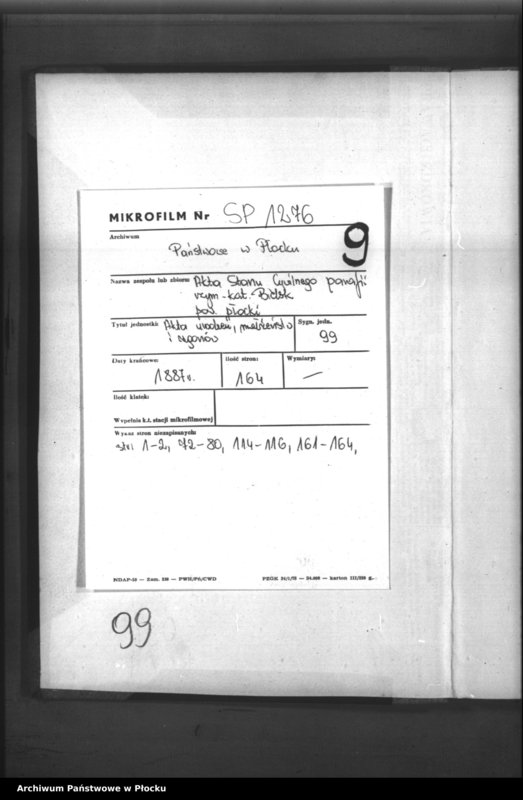 MIKROFILM Nr SP 1276
Archiwum
Państwowe w Płocku
9
Nazwa zespołu lub zbioru Akta Stanu Cywilnego parafii
rzym-kat. Bielsk
pow. płocki
Tytuł jednostki: Akta urodzeń, małżeństw
i zgonów
Sygn. jedn.
99
Daty krańcowe:
1887r.
Ilość stron:
164
Wymiary:
—
Ilość klatek:
Wypełnia k.t. stacji mikrofilmowej
Wykaz stron niezapisanych:
str. 1-2, 72-80, 114-116, 161-164,
PZGK
99
Archiwum Państwowe w Płocku